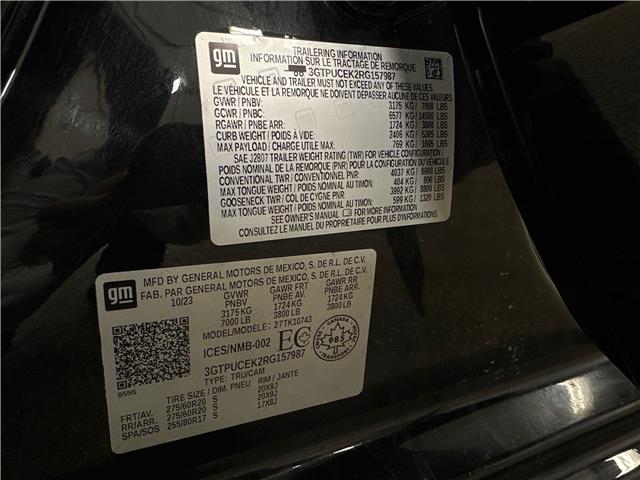 gm
TRAILERING INFORMATION
INFORMATION SUR LE TRACTAGE DE REMORQUE
3GTPUCEK2RG157987
VEHICLE AND TRAILER MUST NOT EXCEED ANY OF THESE
LE VÉHICULE ET LA REMORQUE NE DOIVENT DÉPASSER AUCUNE DE CES VALEURS
GVWR / PNBV: 3175 KG / 7000 LBS
GCWR / PNBC: 6577 KG / 14500 LBS
RGAWR / PNBE ARR: 1724 KG / 3800 LBS
CURB WEIGHT / POIDS À VIDE: 2406 KG / 5305 LBS
MAX PAYLOAD / CHARGE UTILE MAX: 769 KG / 1695 LBS
SAE J2807 TRAILER WEIGHT RATING (TWR) FOR VEHICLE CONFIGURATION
POIDS NOMINAL DE LA REMORQUE (PNR) POUR LA CONFIGURATION DU VÉHICULE:
CONVENTIONAL TWR / CONVENTIONNEL PNR: 4037 KG / 8900 LBS
MAX TONGUE WEIGHT / POIDS NOMINAL AU TIMON: 404 KG / 890 LBS
GOOSENECK TWR / COL DE CYGNE PNR 3992 KG / 8800 LBS
MAX TONGUE WEIGHT / POIDS NOMINAL AU TIMON: 599 KG / 1320 LBS
SEE OWNER'S MANUAL FOR MORE INFORMATION
CONSULTEZ LE MANUEL DU PROPRIÉTAIRE POUR PLUS D'INFORMATION
gm
MFD BY GENERAL MOTORS DE MEXICO, S. DE R.L. DE C.V.
FAB. PAR GENERAL MOTORS DE MEXICO, S. DE R.L. DE C.V.
10/23 GVWR GAWR FRT GAWR RR
PNBV PNBE AV. PNBE ARR.
3175 KG 1724 KG 1724 KG
7000 LB 3800 LB 3800 LB
MODEL/MODÈLE: 27TK10743
ICES/NMB-002 EC CANADA 985
3GTPUCEK2RG157987
8555 TYPE: TRU/CAM
TIRE SIZE / DIM. PNEU RIM / JANTE
FRT/AV. 275/60R20 20X9J
RR/ARR. 275/60R20 20X9J
SPA/SOS 255/80R17 17X8J